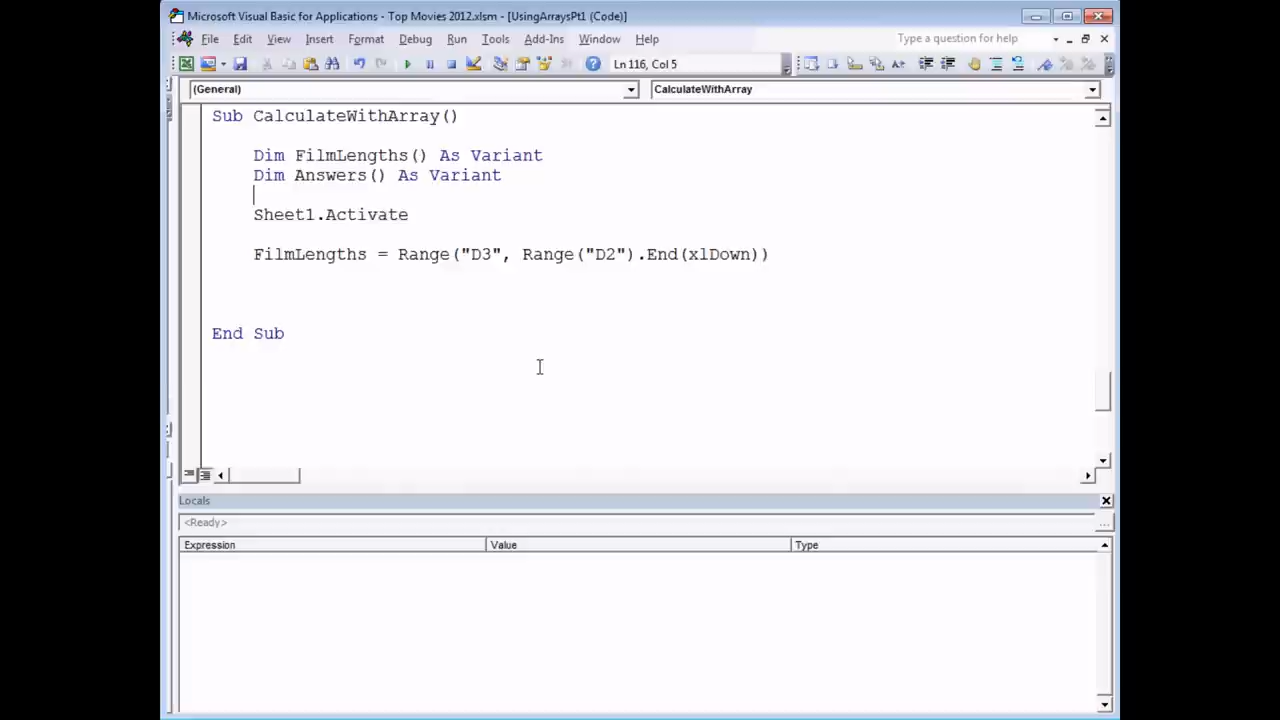 Microsoft Visual Basic for Applications - Top Movies 2012.xlsm - [UsingArraysPt1 (Code)]
File Edit View Insert Format Debug Run Tools Add-Ins Window Help Type a question for help
Ln 116, Col 5
(General) CalculateWithArray
Sub CalculateWithArray()
Dim FilmLengths() As Variant
Dim Answers() As Variant
Sheet1.Activate
FilmLengths = Range("D3", Range("D2").End(xlDown))
End Sub
Locals
<Ready>
Expression Value Type